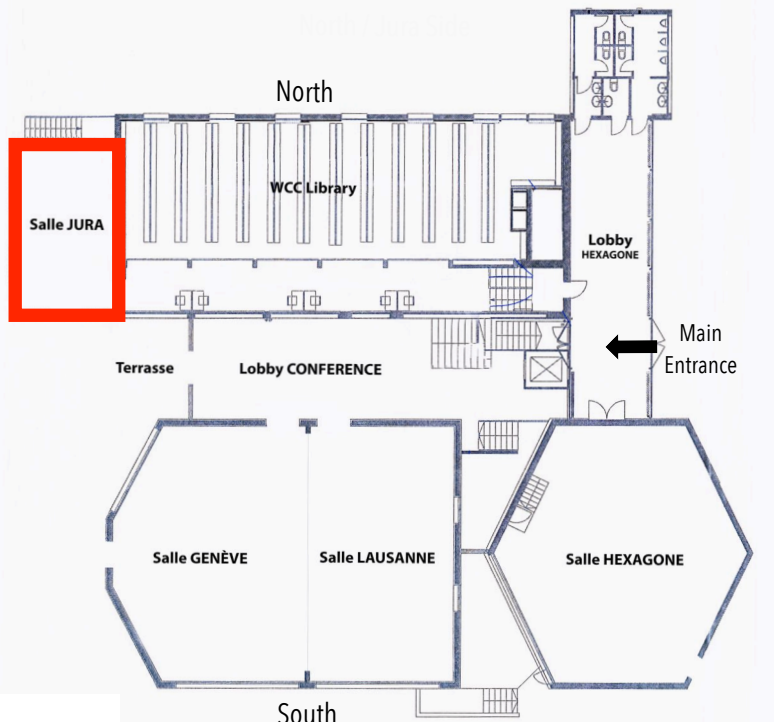 North
WCC Library
Salle JURA
Lobby
HEXAGONE
Main
Entrance
Terrasse
Lobby CONFERENCE
Salle GENÈVE
Salle LAUSANNE
Salle HEXAGONE
South